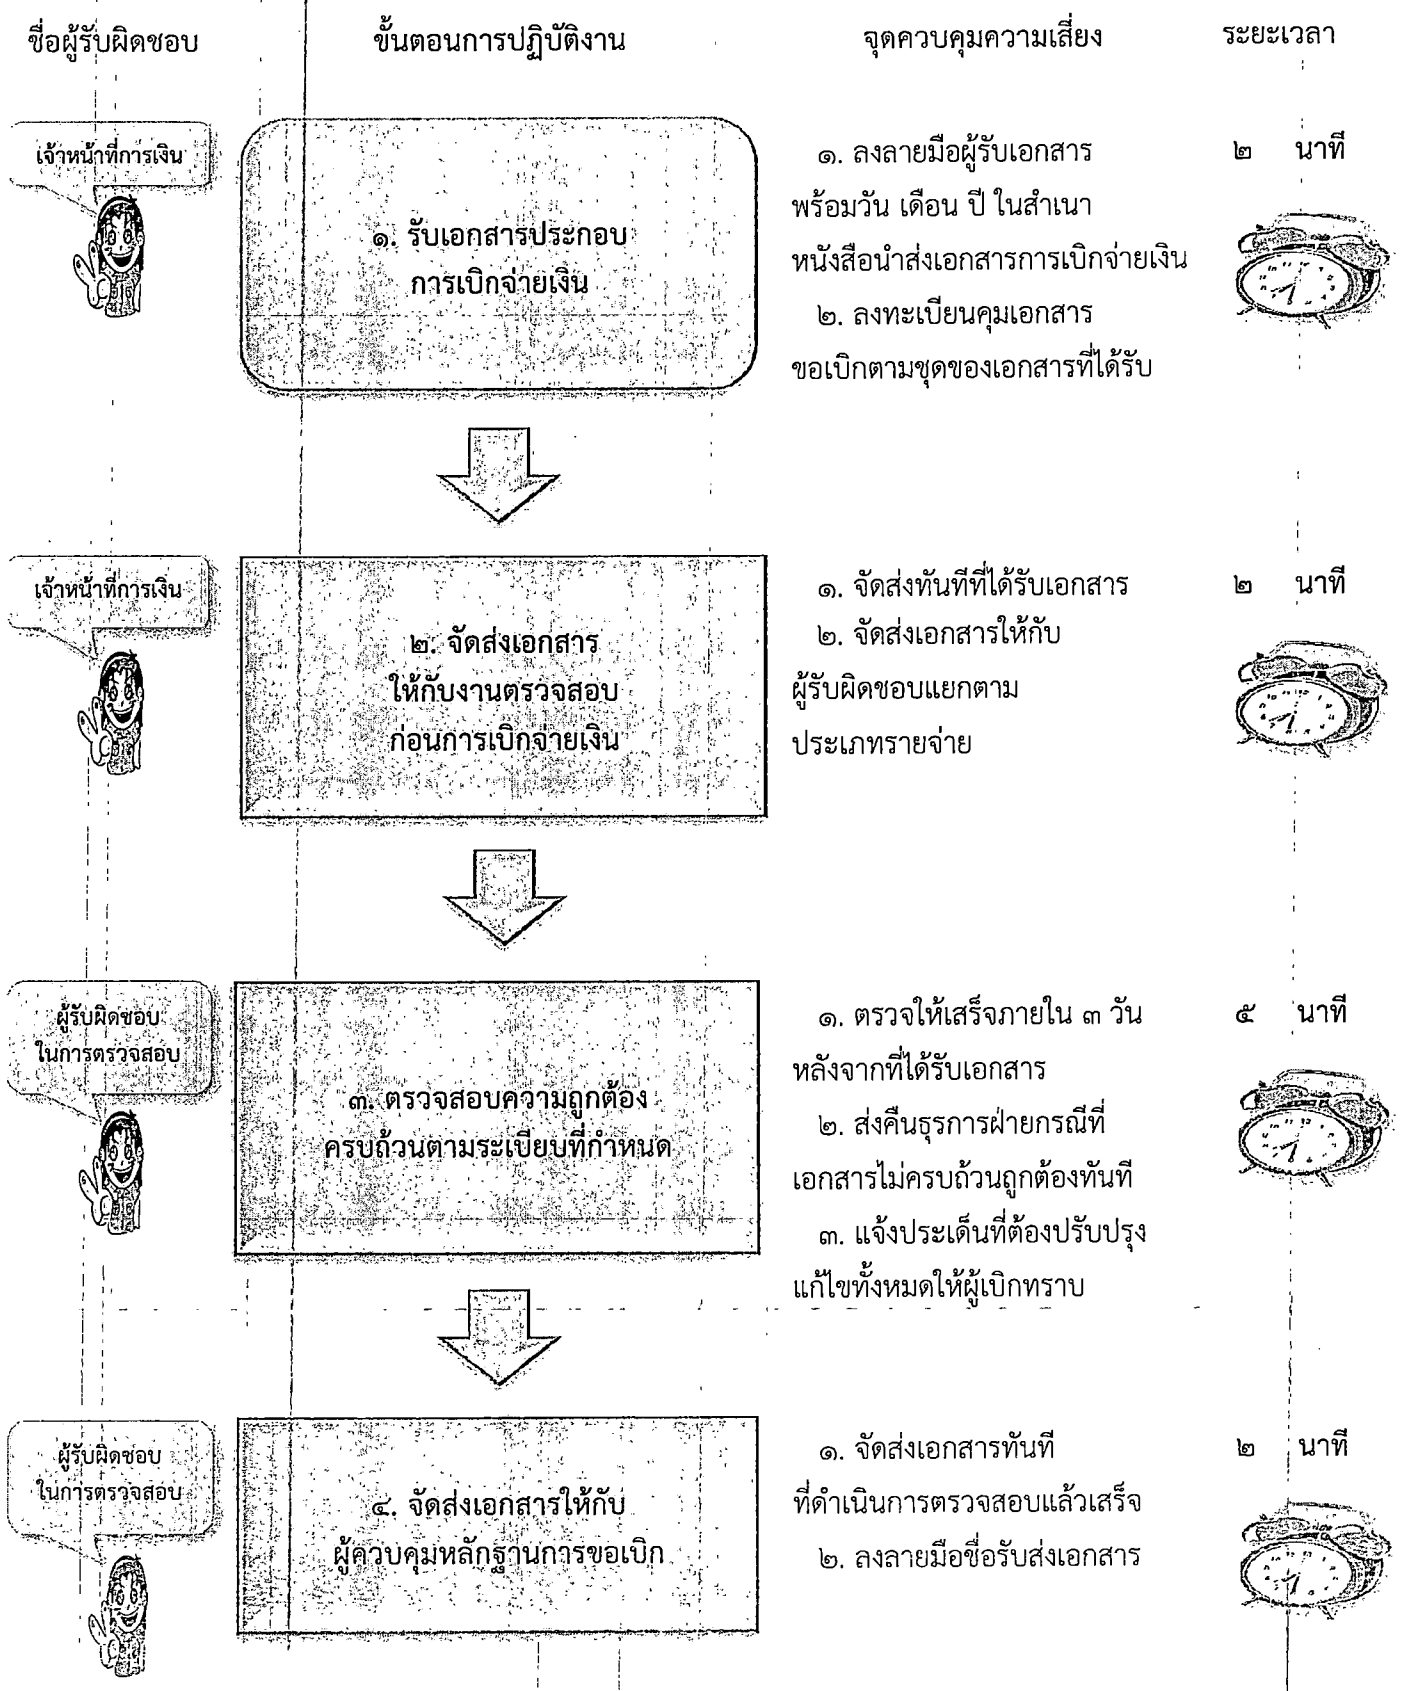 ชื่อผู้รับผิดชอบ ขั้นตอนการปฏิบัติงาน จุดควบคุมความเสี่ยง ระยะเวลา
เจ้าหน้าที่การเงิน
๑. รับเอกสารประกอบ
การเบิกจ่ายเงิน
๑. ลงลายมือผู้รับเอกสาร
พร้อมวัน เดือน ปี ในสำเนา
หนังสือนำส่งเอกสารการเบิกจ่ายเงิน
๒. ลงทะเบียนคุมเอกสาร
ขอเบิกตามชุดของเอกสารที่ได้รับ
๒ นาที
เจ้าหน้าที่การเงิน
๒. จัดส่งเอกสาร
ให้กับงานตรวจสอบ
ก่อนการเบิกจ่ายเงิน
๑. จัดส่งทันทีที่ได้รับเอกสาร
๒. จัดส่งเอกสารให้กับ
ผู้รับผิดชอบแยกตาม
ประเภทรายจ่าย
๒ นาที
ผู้รับผิดชอบ
ในการตรวจสอบ
๓. ตรวจสอบความถูกต้อง
ครบถ้วนตามระเบียบที่กำหนด
๑. ตรวจให้เสร็จภายใน ๓ วัน
หลังจากที่ได้รับเอกสาร
๒. ส่งคืนธุรการฝ่ายกรณีที่
เอกสารไม่ครบถ้วนถูกต้องทันที
๓. แจ้งประเด็นที่ต้องปรับปรุง
แก้ไขทั้งหมดให้ผู้เบิกทราบ
๕ นาที
ผู้รับผิดชอบ
ในการตรวจสอบ
๔. จัดส่งเอกสารให้กับ
ผู้ควบคุมหลักฐานการขอเบิก
๑. จัดส่งเอกสารทันที
ที่ดำเนินการตรวจสอบแล้วเสร็จ
๒. ลงลายมือชื่อรับส่งเอกสาร
๒ นาที